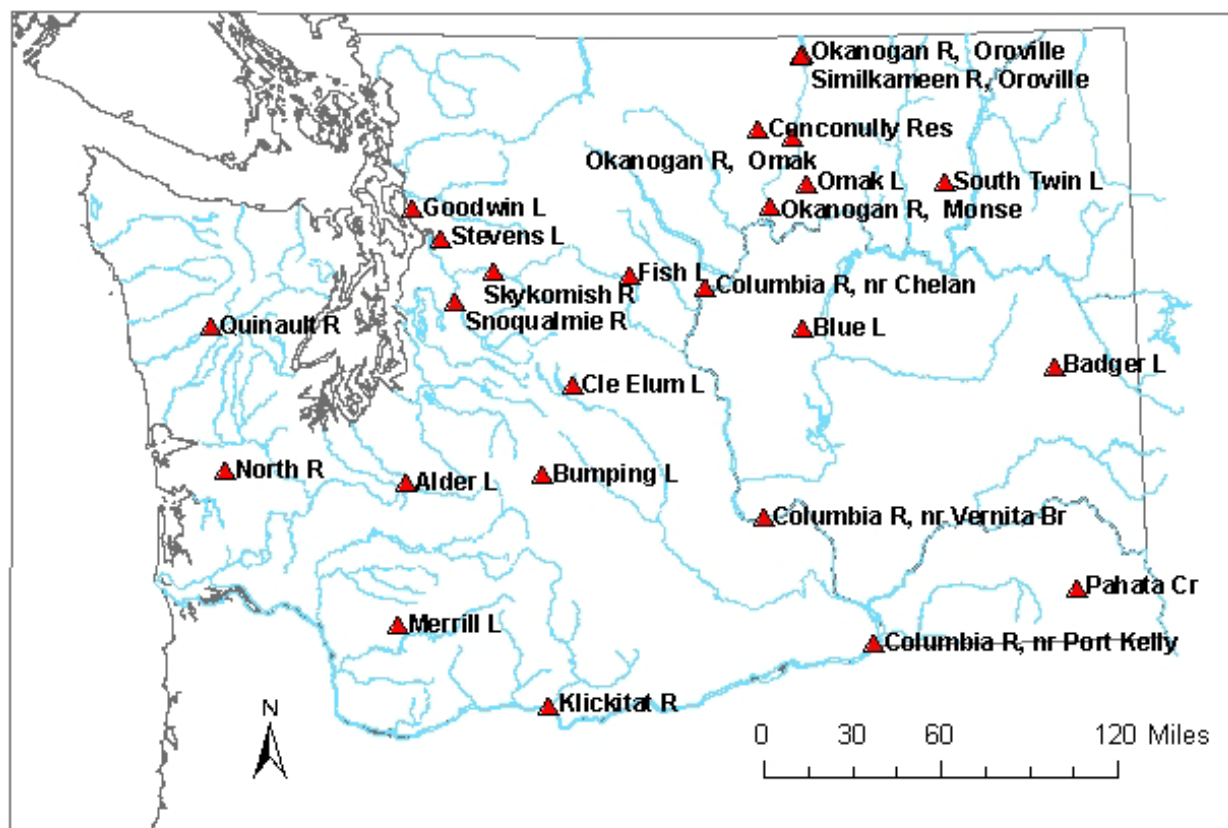 Okanogan R, Oroville
Similkameen R, Oroville
Conconully Res
Okanogan R, Omak
Omak L
South Twin L
Okanogan R, Monse
Goodwin L
Stevens L
Fish L
Columbia R, nr Chelan
Skykomish R
Snoqualmie R
Quinault R
Blue L
Badger L
Cle Elum L
North R
Alder L
Bumping L
Columbia R, nr Vernita Br
Pahata Cr
Merrill L
Columbia R, nr Port Kelly
Klickitat R
N
0 30 60 120 Miles